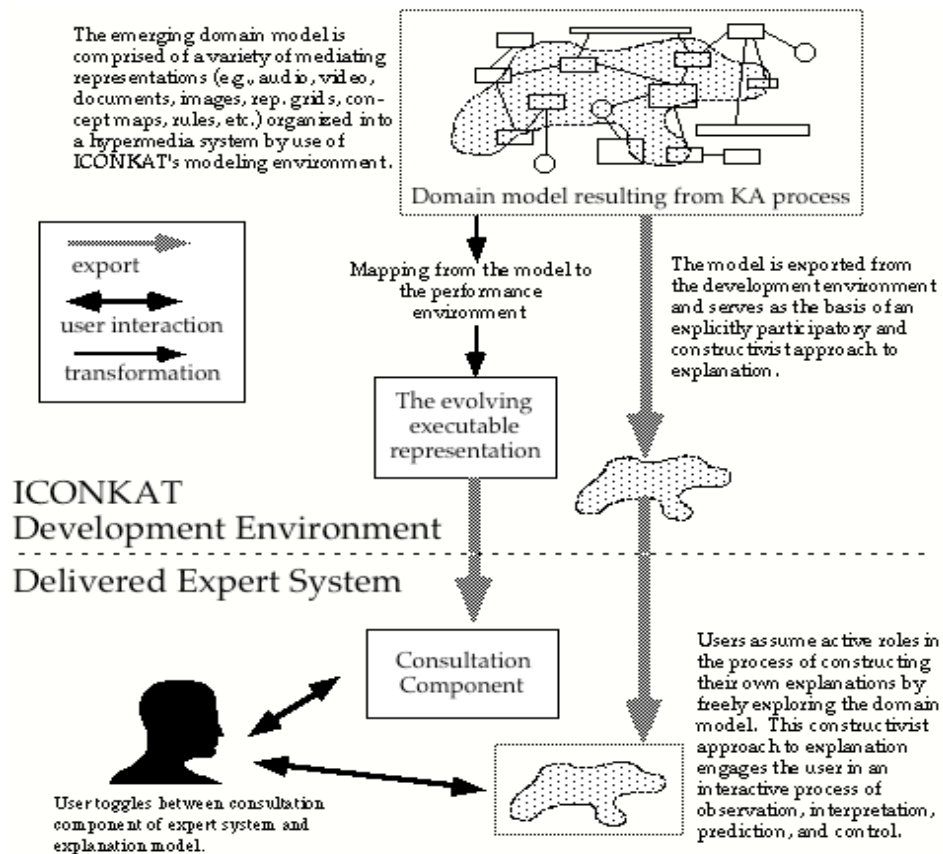 The emerging domain model is
comprised of a variety of mediating
representations (e.g., audio, video,
documents, images, rep. grids, con-
cept maps, rules, etc.) organized into
a hypermedia system by use of
ICONKAT's modeling environment.
Domain model resulting from KA process
export
user interaction
transformation
Mapping from the model to
the performance
environment
The model is exported from
the development environment
and serves as the basis of an
explicitly participatory and
constructivist approach to
explanation.
The evolving
executable
representation
ICONKAT
Development Environment
Delivered Expert System
Consultation
Component
Users assume active roles in
the process of constructing
their own explanations by
freely exploring the domain
model. This constructivist
approach to explanation
engages the user in an
interactive process of
observation, interpretation,
prediction, and control.
User toggles between consultation
component of expert system and
explanation model.